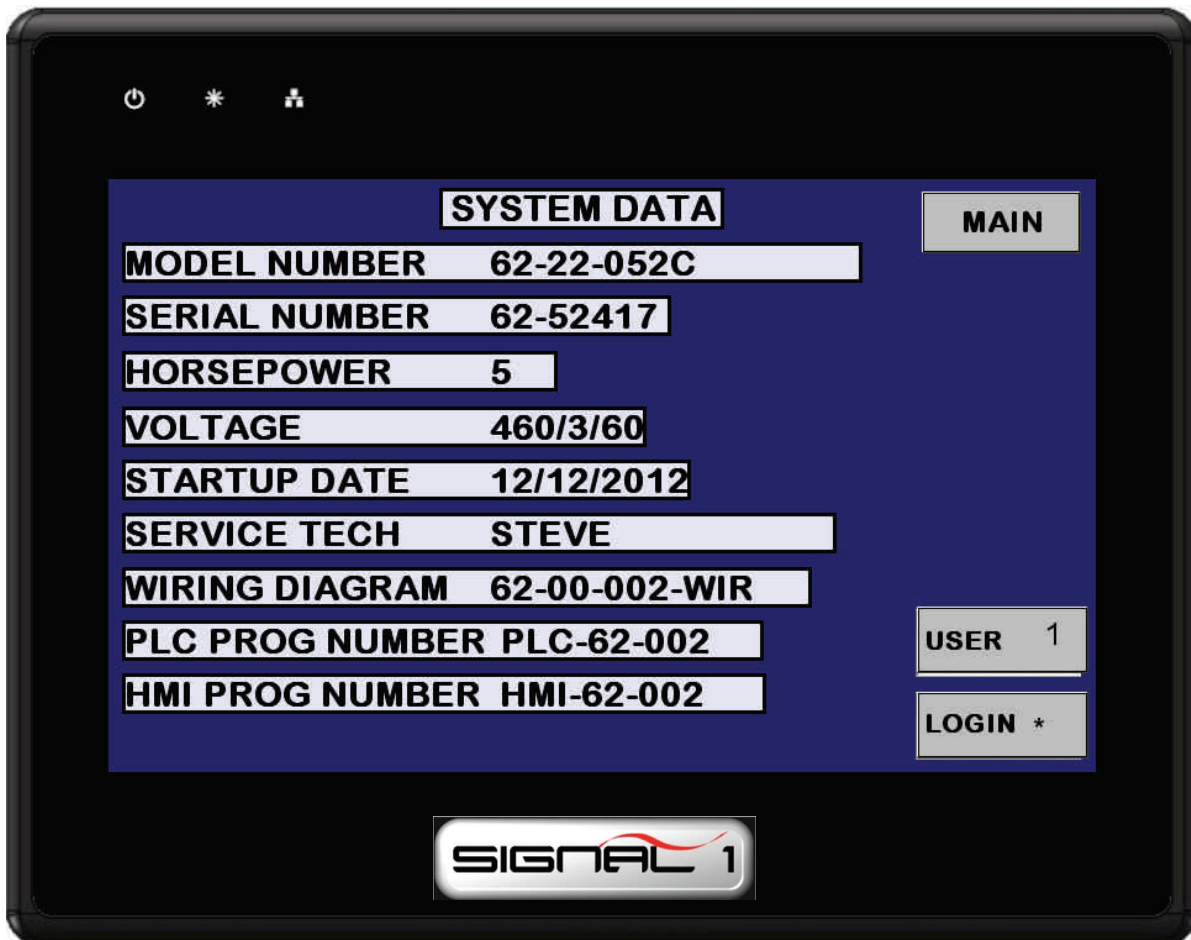 SYSTEM DATA
MAIN
MODEL NUMBER 62-22-052C
SERIAL NUMBER 62-52417
HORSEPOWER 5
VOLTAGE 460/3/60
STARTUP DATE 12/12/2012
SERVICE TECH STEVE
WIRING DIAGRAM 62-00-002-WIR
PLC PROG NUMBER PLC-62-002
USER 1
HMI PROG NUMBER HMI-62-002
LOGIN *
SIGNAL 1